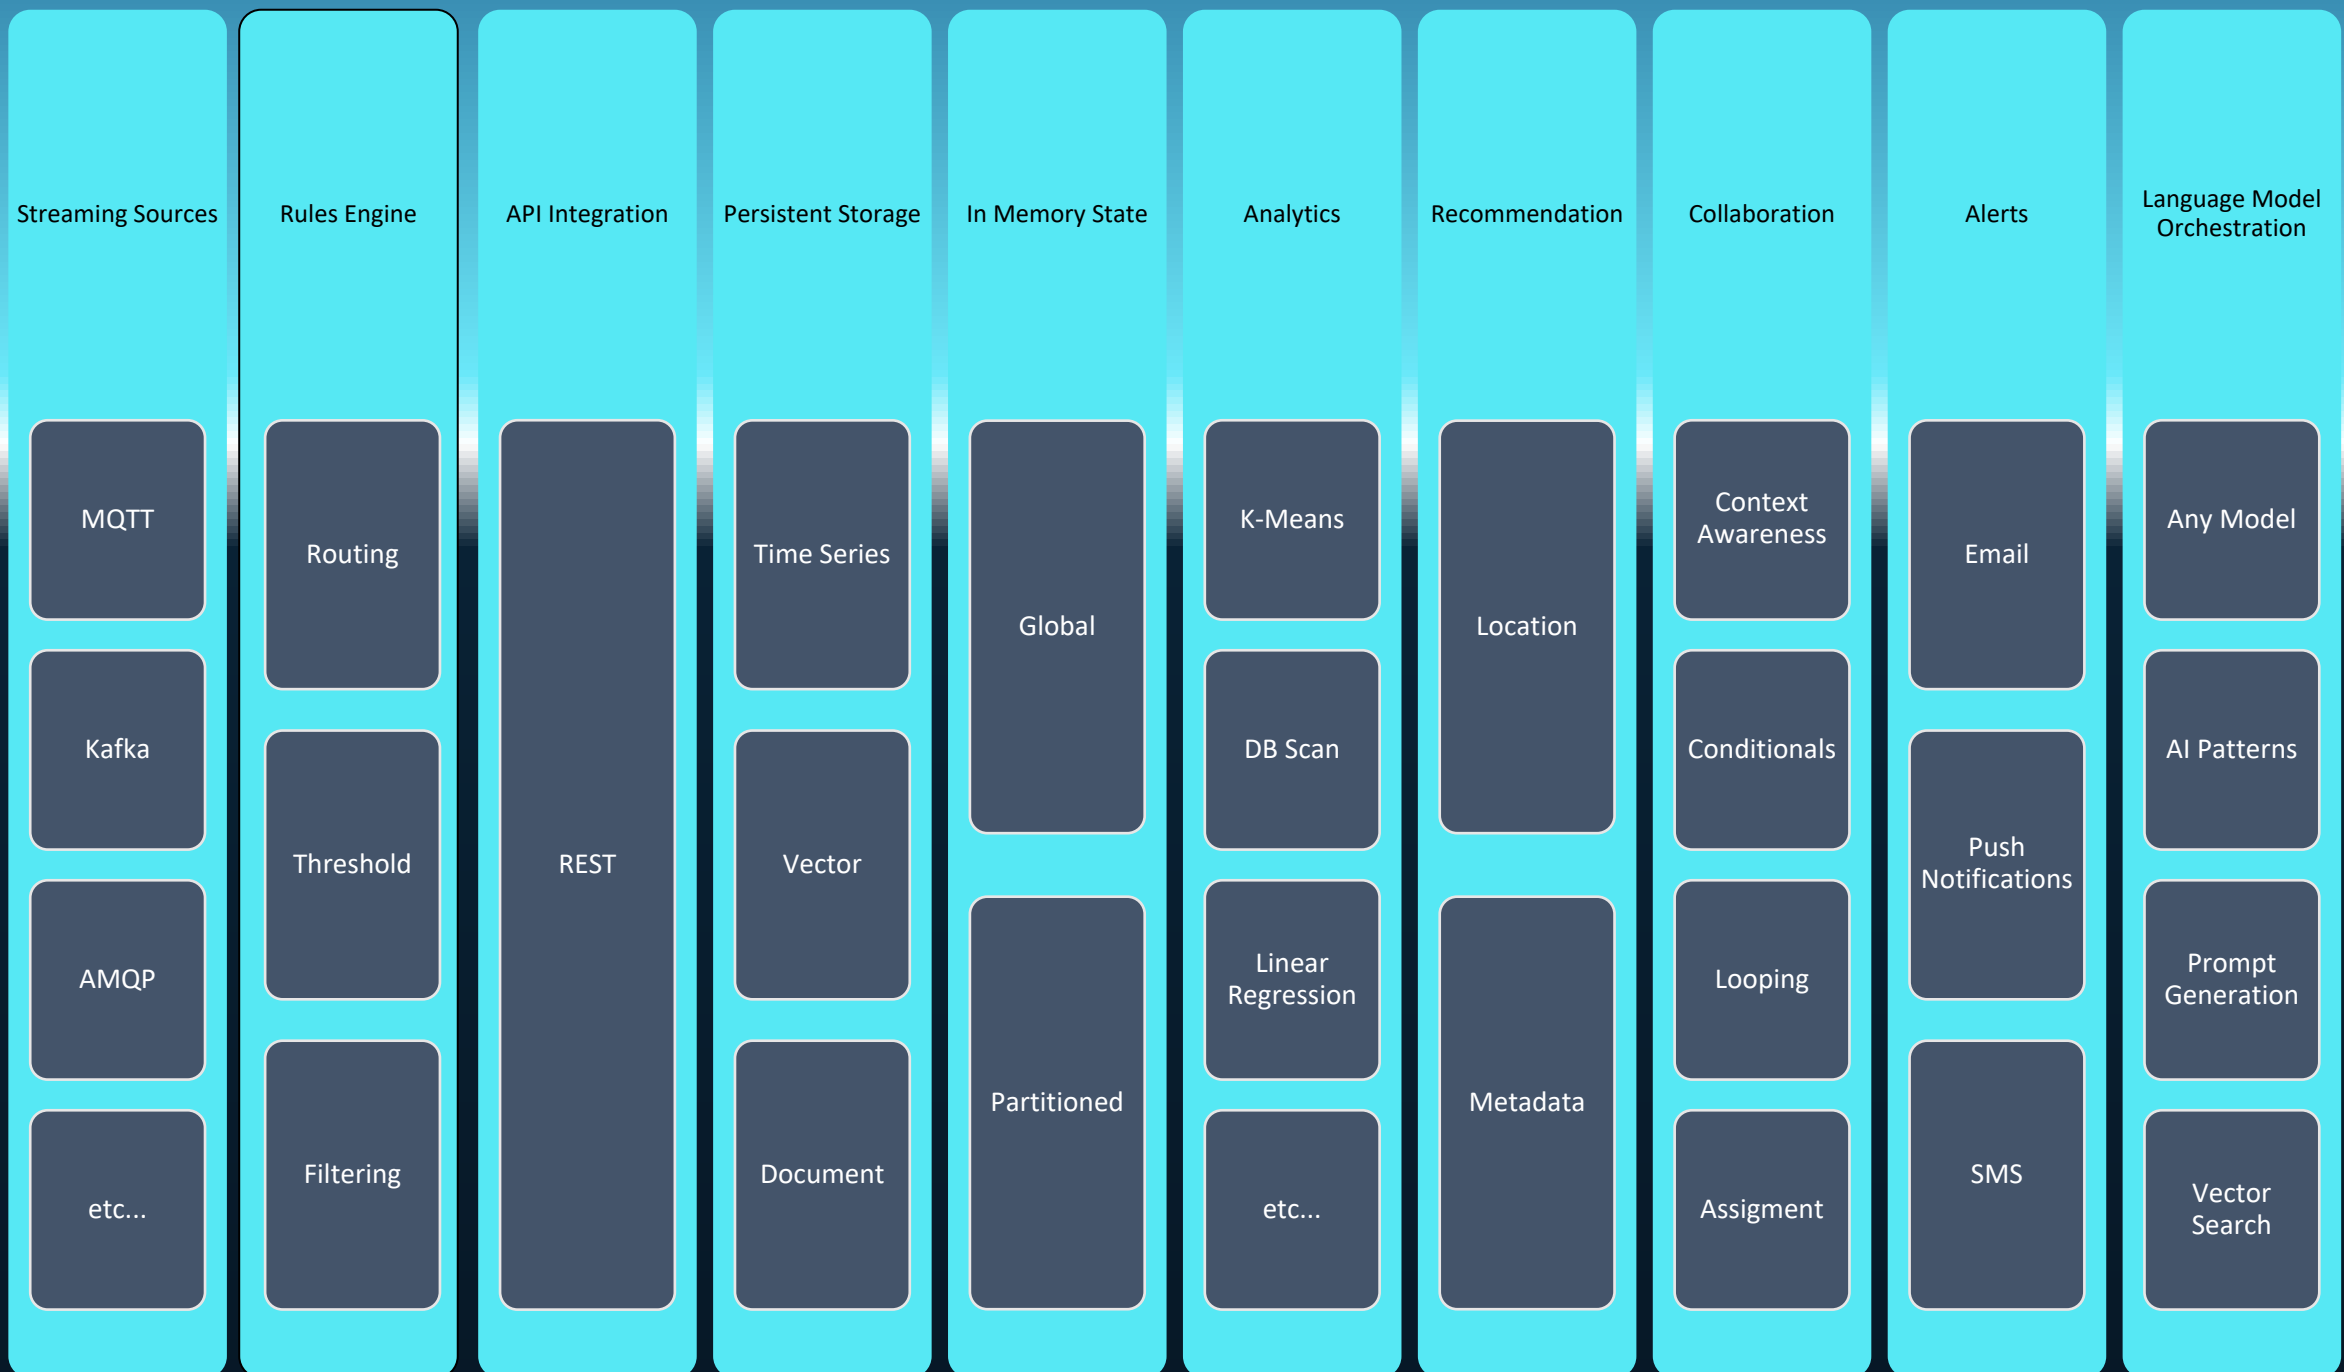 Streaming Sources
MQTT
Kafka
AMQP
etc...
Rules Engine
Routing
Threshold
Filtering
API Integration
REST
Persistent Storage
Time Series
Vector
Document
In Memory State
Global
Partitioned
Analytics
K-Means
DB Scan
Linear
Regression
etc...
Recommendation
Location
Metadata
Collaboration
Context
Awareness
Conditionals
Looping
Assigment
Alerts
Email
Push
Notifications
SMS
Language Model
Orchestration
Any Model
AI Patterns
Prompt
Generation
Vector
Search